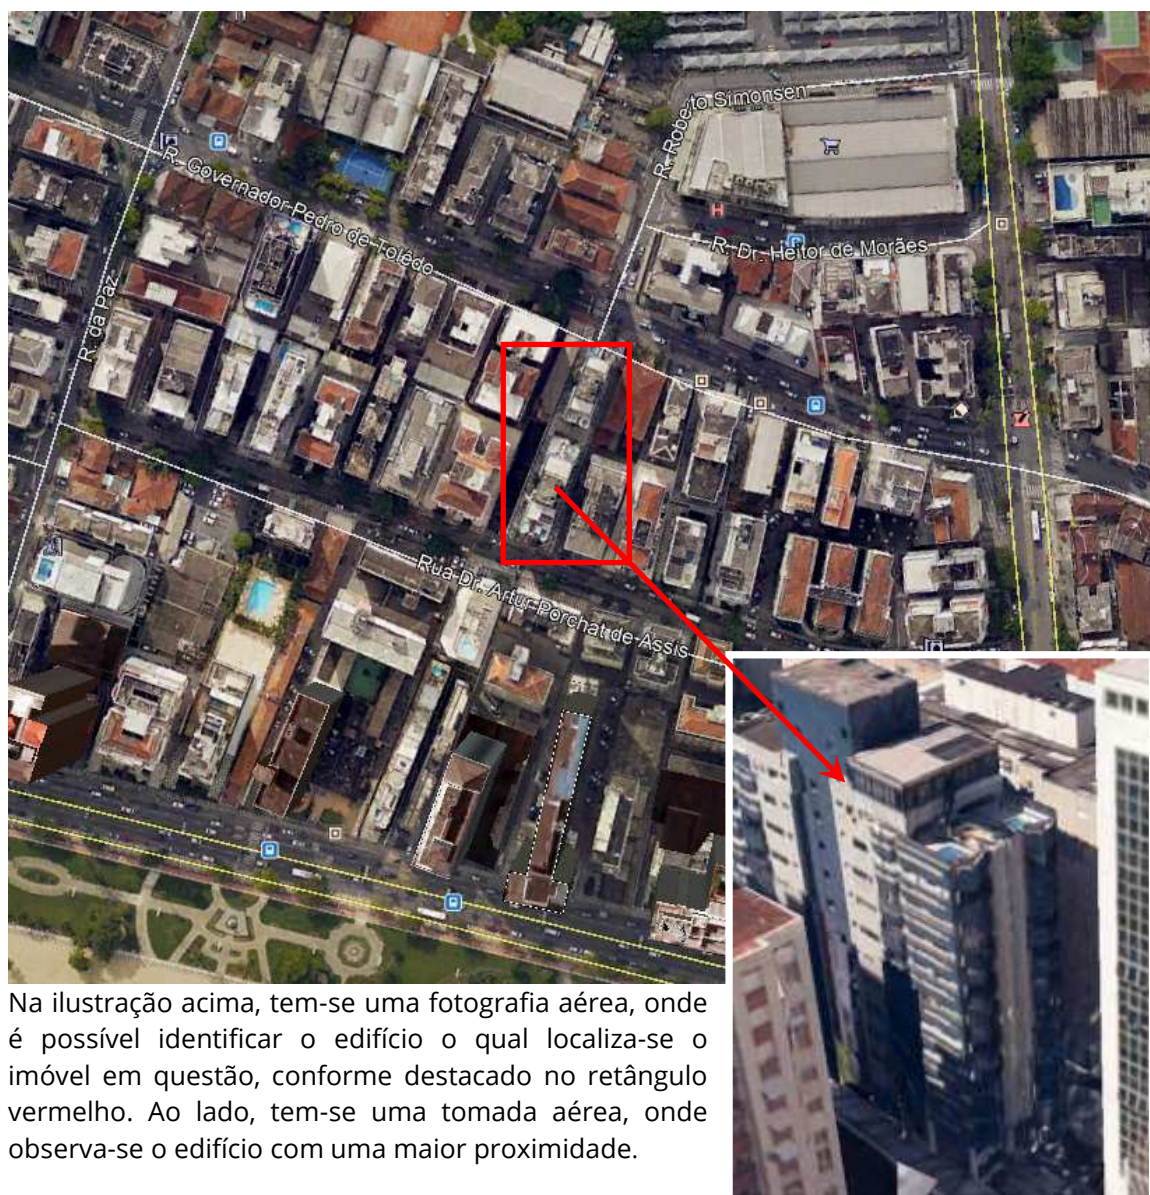 R. Roberto Simonsen
R. Governador Pedro de Tolêdo
R. Dr. Heitor de Morães
R. da Paz
H
Rua Dr. Artur Porchat de Assis
Na ilustração acima, tem-se uma fotografia aérea, onde
é possível identificar o edifício o qual localiza-se o
imóvel em questão, conforme destacado no retângulo
vermelho. Ao lado, tem-se uma tomada aérea, onde
observa-se o edifício com uma maior proximidade.